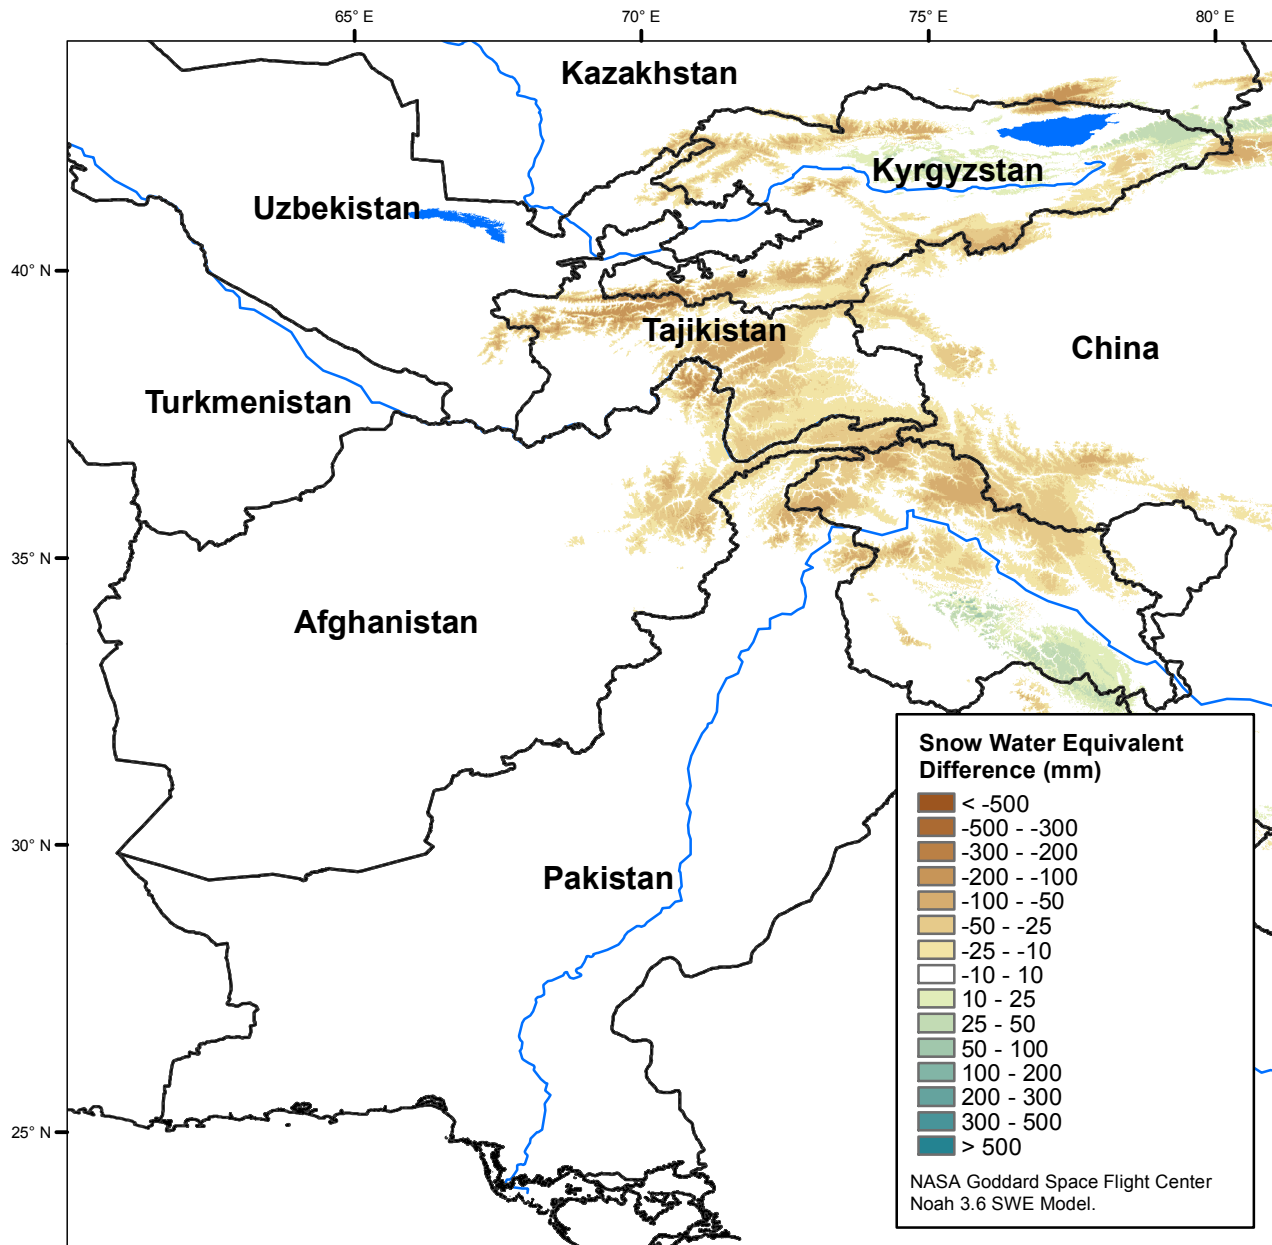 65° E
70° E
75° E
80° E
Kazakhstan
Kyrgyzstan
Uzbekistan
40° N
Tajikistan
China
Turkmenistan
35° N
Afghanistan
Snow Water Equivalent
Difference (mm)
< -500
-500 - -300
-300 - -200
-200 - -100
-100 - -50
-50 - -25
-25 - -10
-10 - 10
10 - 25
25 - 50
50 - 100
100 - 200
200 - 300
300 - 500
> 500
30° N
Pakistan
25° N
NASA Goddard Space Flight Center
Noah 3.6 SWE Model.